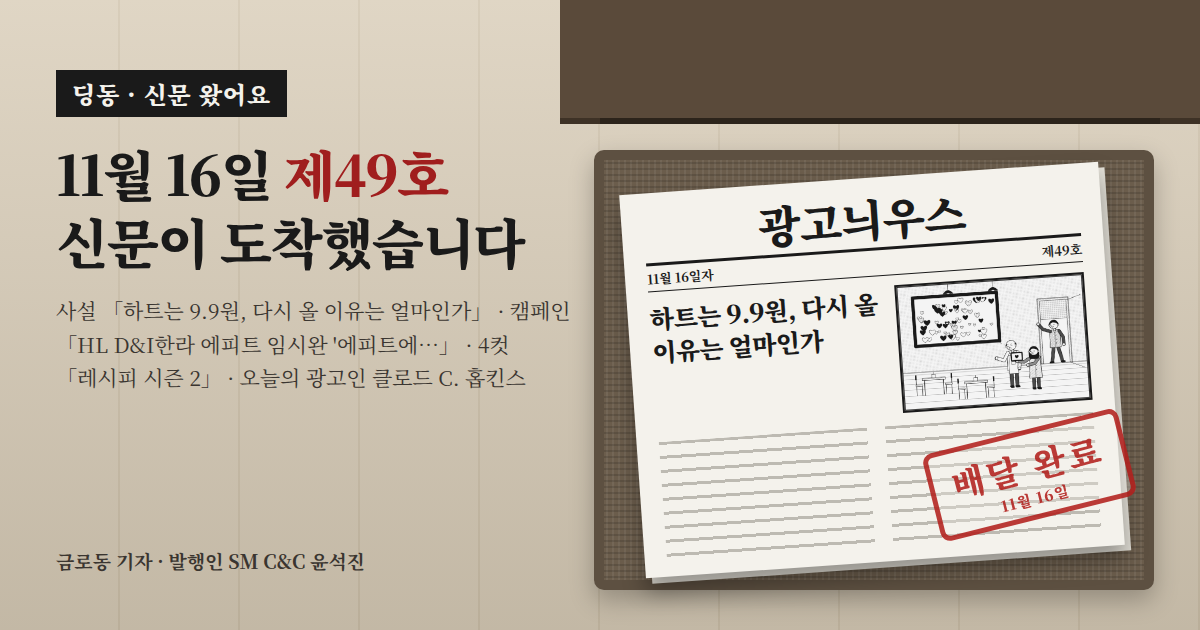 딩동 · 신문 왔어요
11월 16일 제49호
신문이 도착했습니다
사설 「하트는 9.9원, 다시 올 이유는 얼마인가」 · 캠페인
「HL D&I한라 에피트 임시완 '에피트에…」 · 4컷
「레시피 시즌 2」 · 오늘의 광고인 클로드 C. 홉킨스
금로동 기자 · 발행인 SM C&C 윤석진
광고늬우스
11월 16일자
제49호
하트는 9.9원, 다시 올
이유는 얼마인가
배달 완료
11월 16일